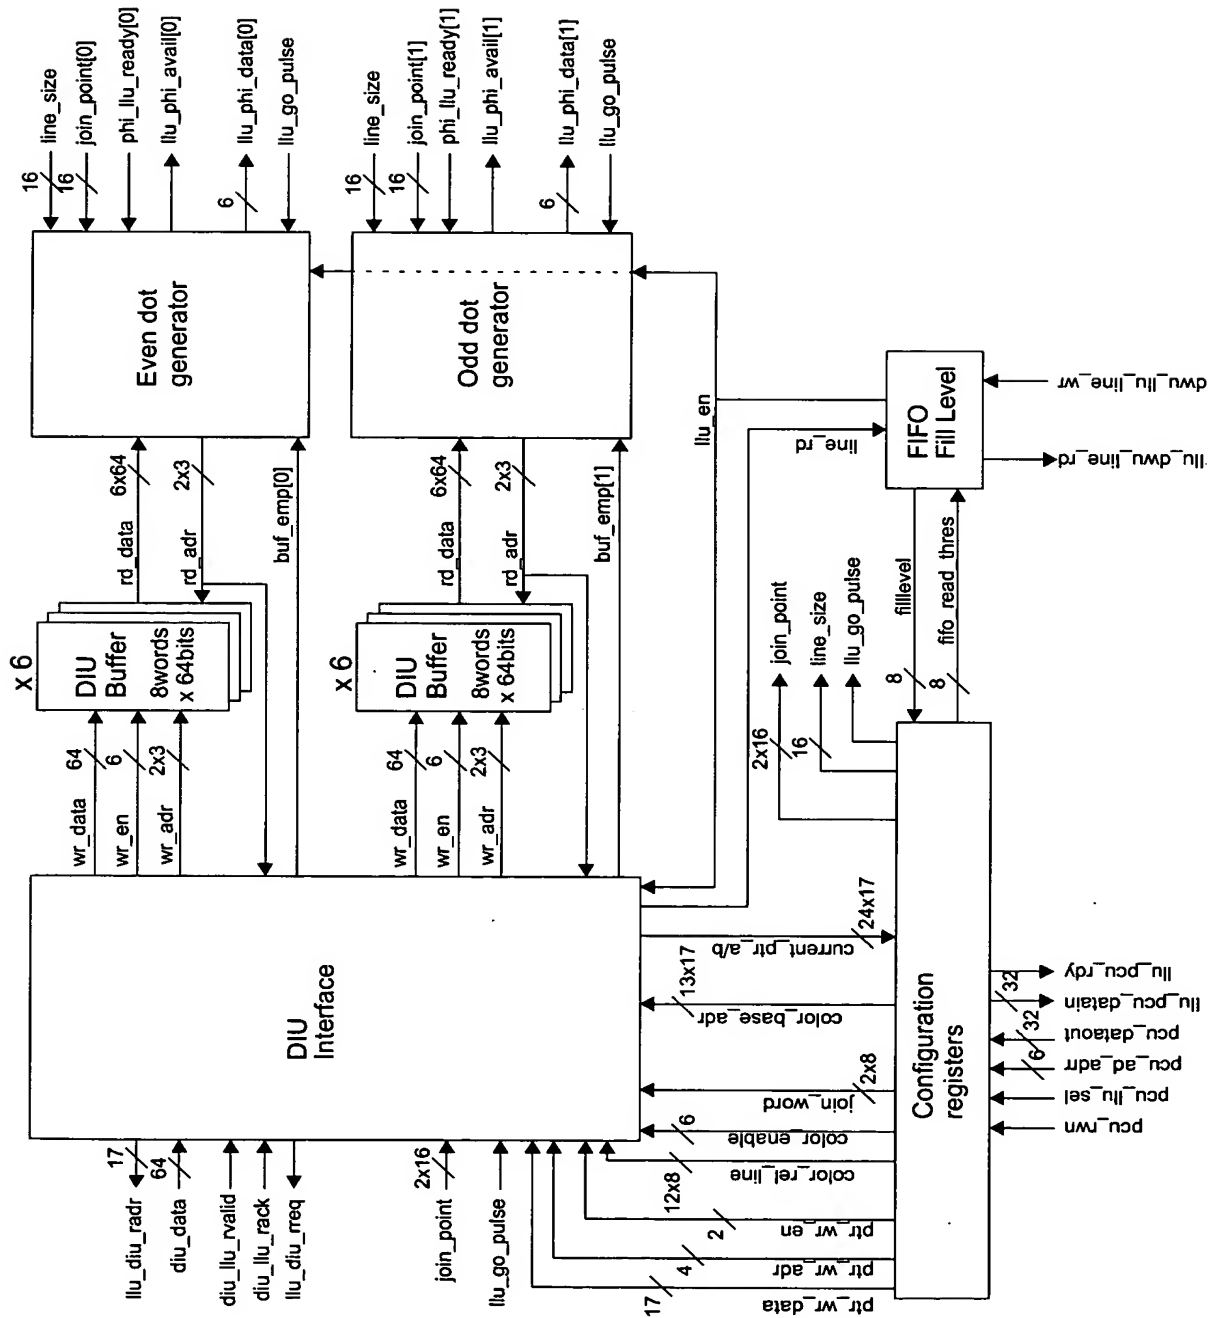 line_size
16
join_point[0]
16
phi_llu_ready[0]
llu_phi_avail[0]
llu_phi_data[0]
6
llu_go_pulse
Even dot
generator
line_size
16
join_point[1]
16
phi_llu_ready[1]
llu_phi_avail[1]
llu_phi_data[1]
6
llu_go_pulse
Odd dot
generator
rd_data
6x64
rd_adr
2x3
buf_emp[0]
rd_data
6x64
rd_adr
2x3
buf_emp[1]
x 6
DIU
Buffer
8words
x 64bits
x 6
DIU
Buffer
8words
x 64bits
wr_data
64
wr_en
6
wr_adr
2x3
wr_data
64
wr_en
6
wr_adr
2x3
llu_en
line_rd
FIFO
Fill Level
dwu_llu_line_wr
llu_dwu_line_rd
filllevel
8
fifo_read_thres
8
join_point
2x16
line_size
16
llu_go_pulse
DIU
Interface
current_ptr_a/b
24x17
color_base_adr
13x17
join_word
2x8
color_enable
6
color_rel_line
12x8
ptr_wr_en
2
ptr_wr_adr
4
ptr_wr_data
17
llu_diu_radr
17
diu_data
64
diu_llu_rvalid
diu_llu_rack
llu_diu_rreq
join_point
2x16
llu_go_pulse
Configuration
registers
llu_pcu_rdy
llu_pcu_datain
32
pcu_dataout
32
pcu_ad_adr
6
pcu_llu_sel
pcu_rwn